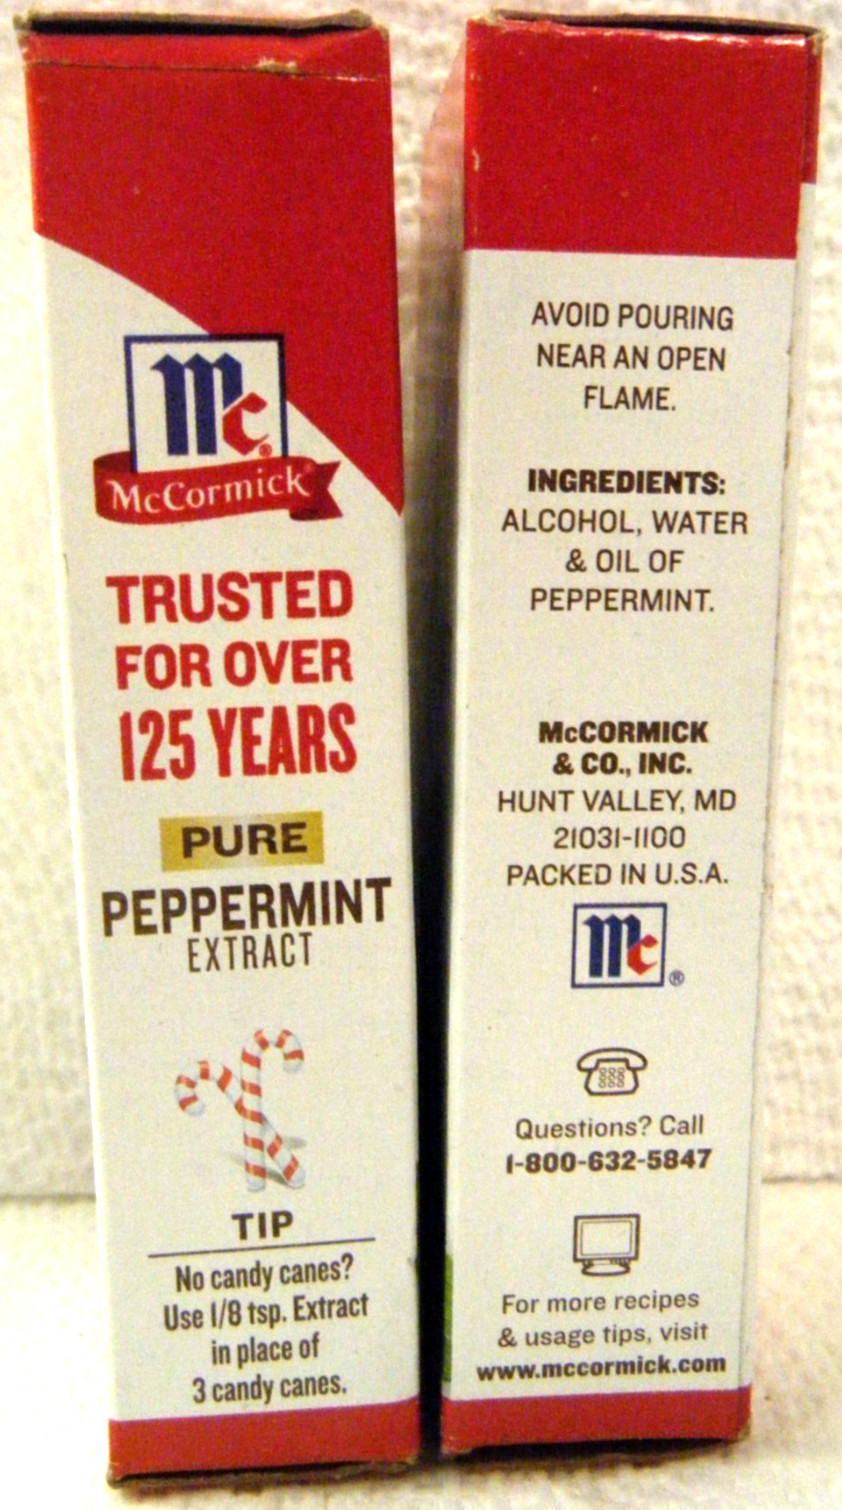 Mc®
McCormick®
TRUSTED
FOR OVER
125 YEARS
PURE
PEPPERMINT
EXTRACT
TIP
No candy canes?
Use 1/8 tsp. Extract
in place of
3 candy canes.
AVOID POURING
NEAR AN OPEN
FLAME.
INGREDIENTS:
ALCOHOL, WATER
& OIL OF
PEPPERMINT.
McCORMICK
& CO., INC.
HUNT VALLEY, MD
21031-1100
PACKED IN U.S.A.
Mc®
Questions? Call
1-800-632-5847
For more recipes
& usage tips, visit
www.mccormick.com